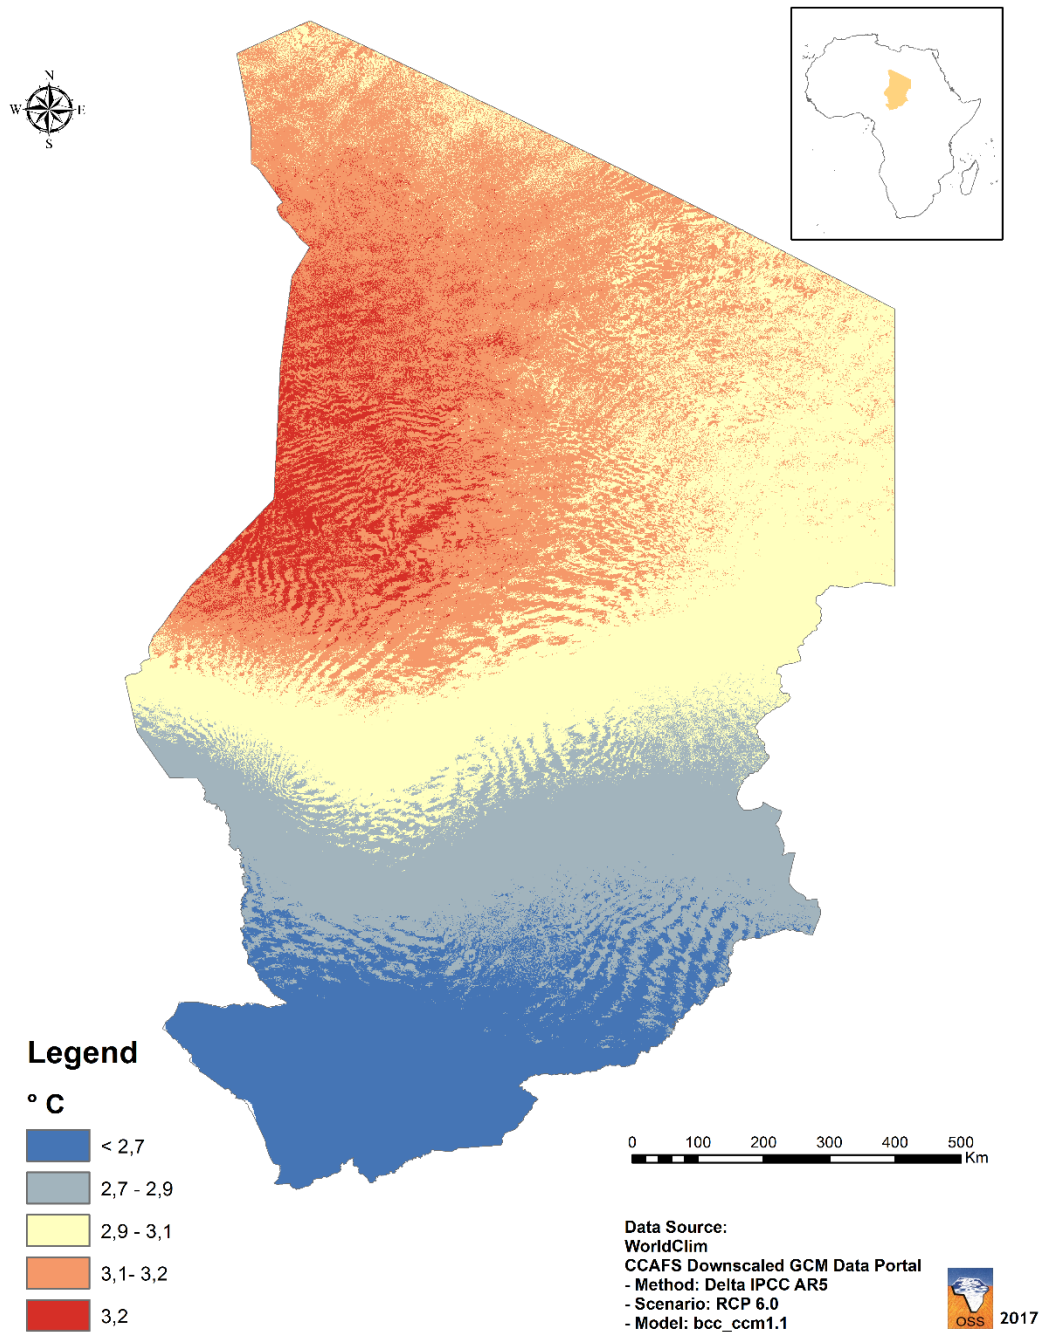 N
W E
S
Legend
° C
< 2,7
2,7 - 2,9
2,9 - 3,1
3,1- 3,2
3,2
0 100 200 300 400 500
Km
Data Source:
WorldClim
CCAFS Downscaled GCM Data Portal
- Method: Delta IPCC AR5
- Scenario: RCP 6.0
- Model: bcc_ccm1.1
OSS
2017